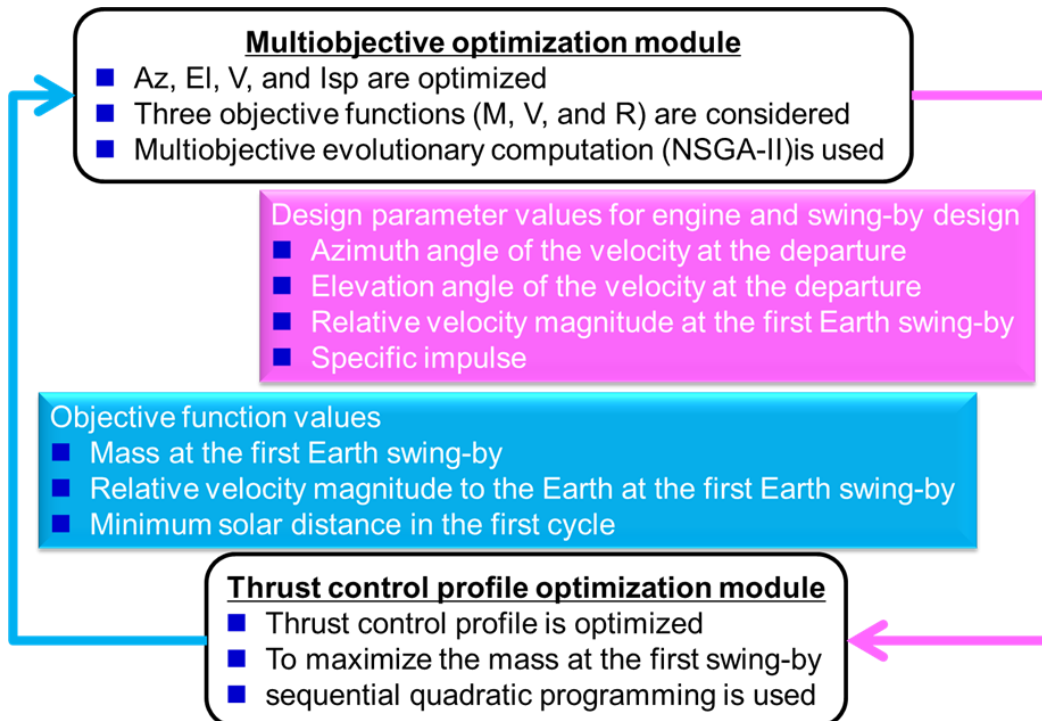 Multiobjective optimization module
Az, El, V, and Isp are optimized
Three objective functions (M, V, and R) are considered
Multiobjective evolutionary computation (NSGA-II)is used
Design parameter values for engine and swing-by design
Azimuth angle of the velocity at the departure
Elevation angle of the velocity at the departure
Relative velocity magnitude at the first Earth swing-by
Specific impulse
Objective function values
Mass at the first Earth swing-by
Relative velocity magnitude to the Earth at the first Earth swing-by
Minimum solar distance in the first cycle
Thrust control profile optimization module
Thrust control profile is optimized
To maximize the mass at the first swing-by
sequential quadratic programming is used